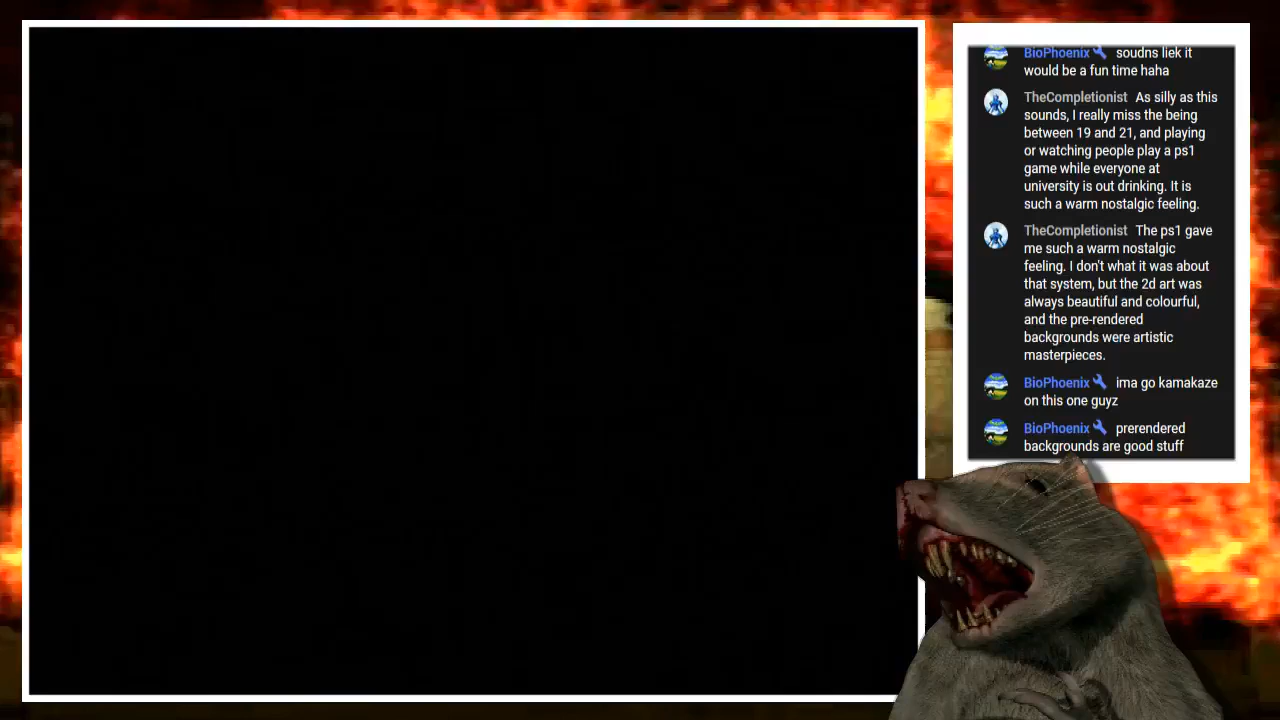 BioPhoenix soudns liek it
would be a fun time haha
TheCompletionist As silly as this
sounds, I really miss the being
between 19 and 21, and playing
or watching people play a ps1
game while everyone at
university is out drinking. It is
such a warm nostalgic feeling.
TheCompletionist The ps1 gave
me such a warm nostalgic
feeling. I don't what it was about
that system, but the 2d art was
always beautiful and colourful,
and the pre-rendered
backgrounds were artistic
masterpieces.
BioPhoenix ima go kamakaze
on this one guyz
BioPhoenix prerendered
backgrounds are good stuff